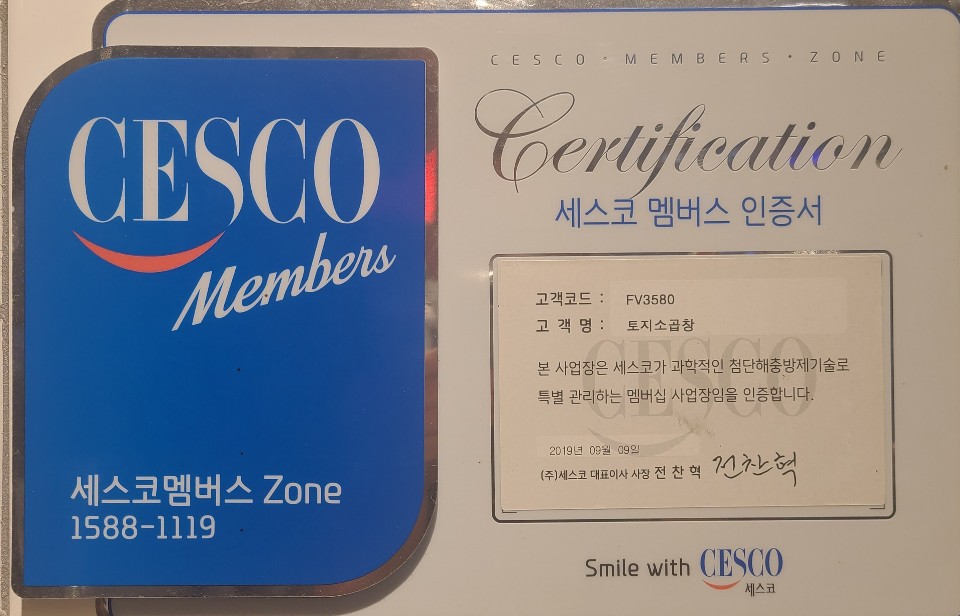 CESCO
Members
세스코멤버스 Zone
1588-1119
CESCO • MEMBERS • ZONE
Certification
세스코 멤버스 인증서
고객코드 : FV3580
고 객 명 : 토지소곱창
CESCO
본 사업장은 세스코가 과학적인 첨단해충방제기술로
특별 관리하는 멤버십 사업장임을 인증합니다.
2019년 09월 09일
(주)세스코 대표이사 사장 전 찬 혁 전찬혁
Smile with CESCO
세스코